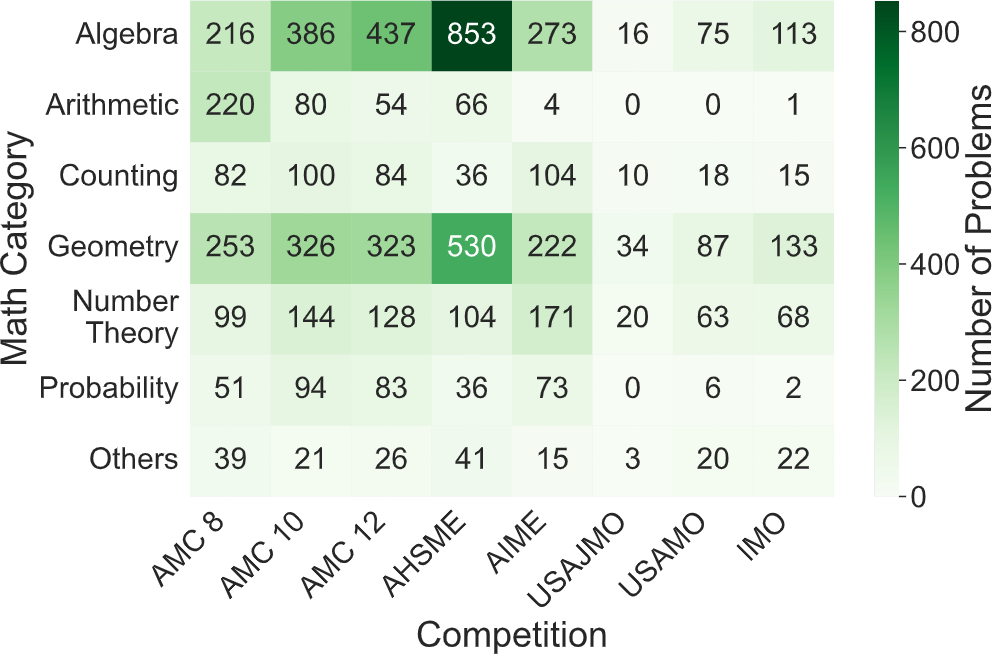 Algebra 216 386 437 853 273 16 75 113
Arithmetic 220 80 54 66 4 0 0 1
Counting 82 100 84 36 104 10 18 15
Geometry 253 326 323 530 222 34 87 133
Number
Theory 99 144 128 104 171 20 63 68
Probability 51 94 83 36 73 0 6 2
Others 39 21 26 41 15 3 20 22
AMC 8 AMC 10 AMC 12 AHSME AIME USAJMO USAMO IMO
Competition
Math Category
800
600
400
200
0
Number of Problems